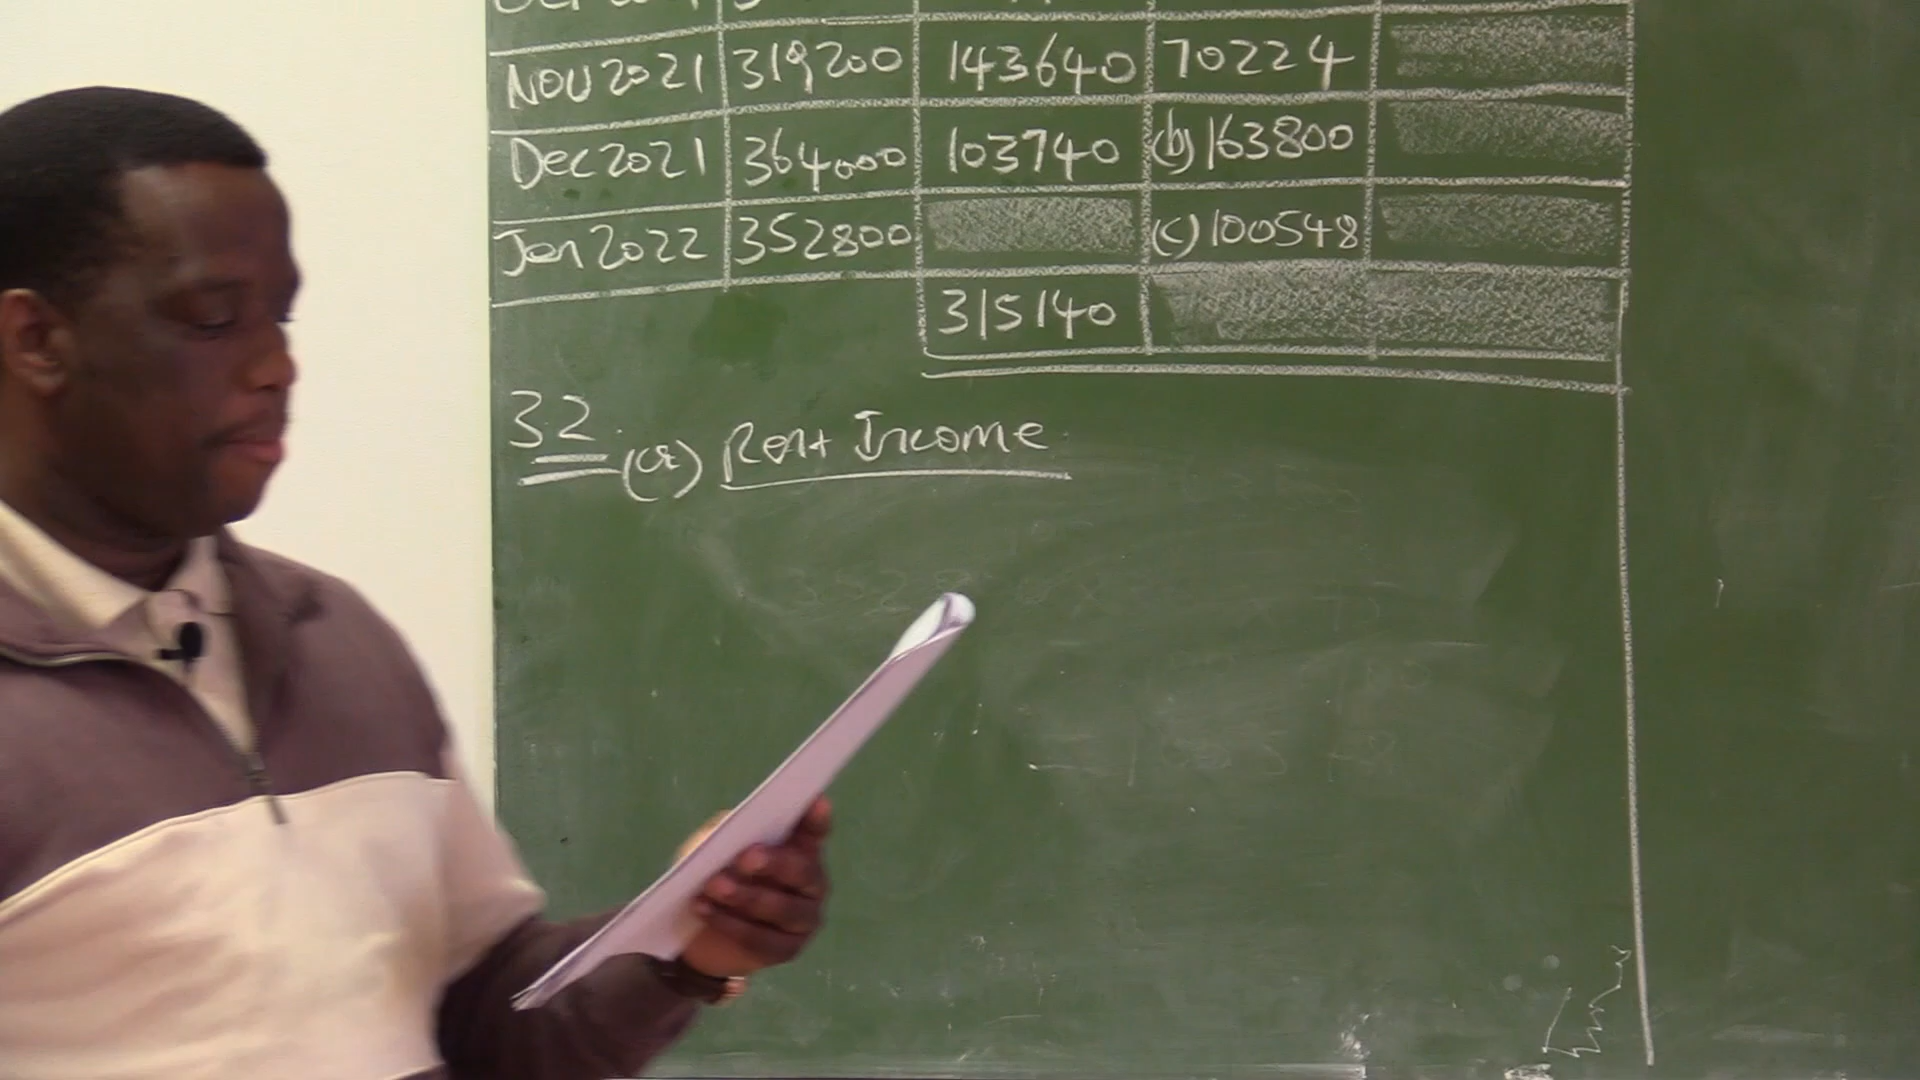 Nov 2021 319200 143640 70224
Dec 2021 364000 103740 (b) 163800
Jan 2022 352800 (c) 100548
315140
32 (a) Rent Income